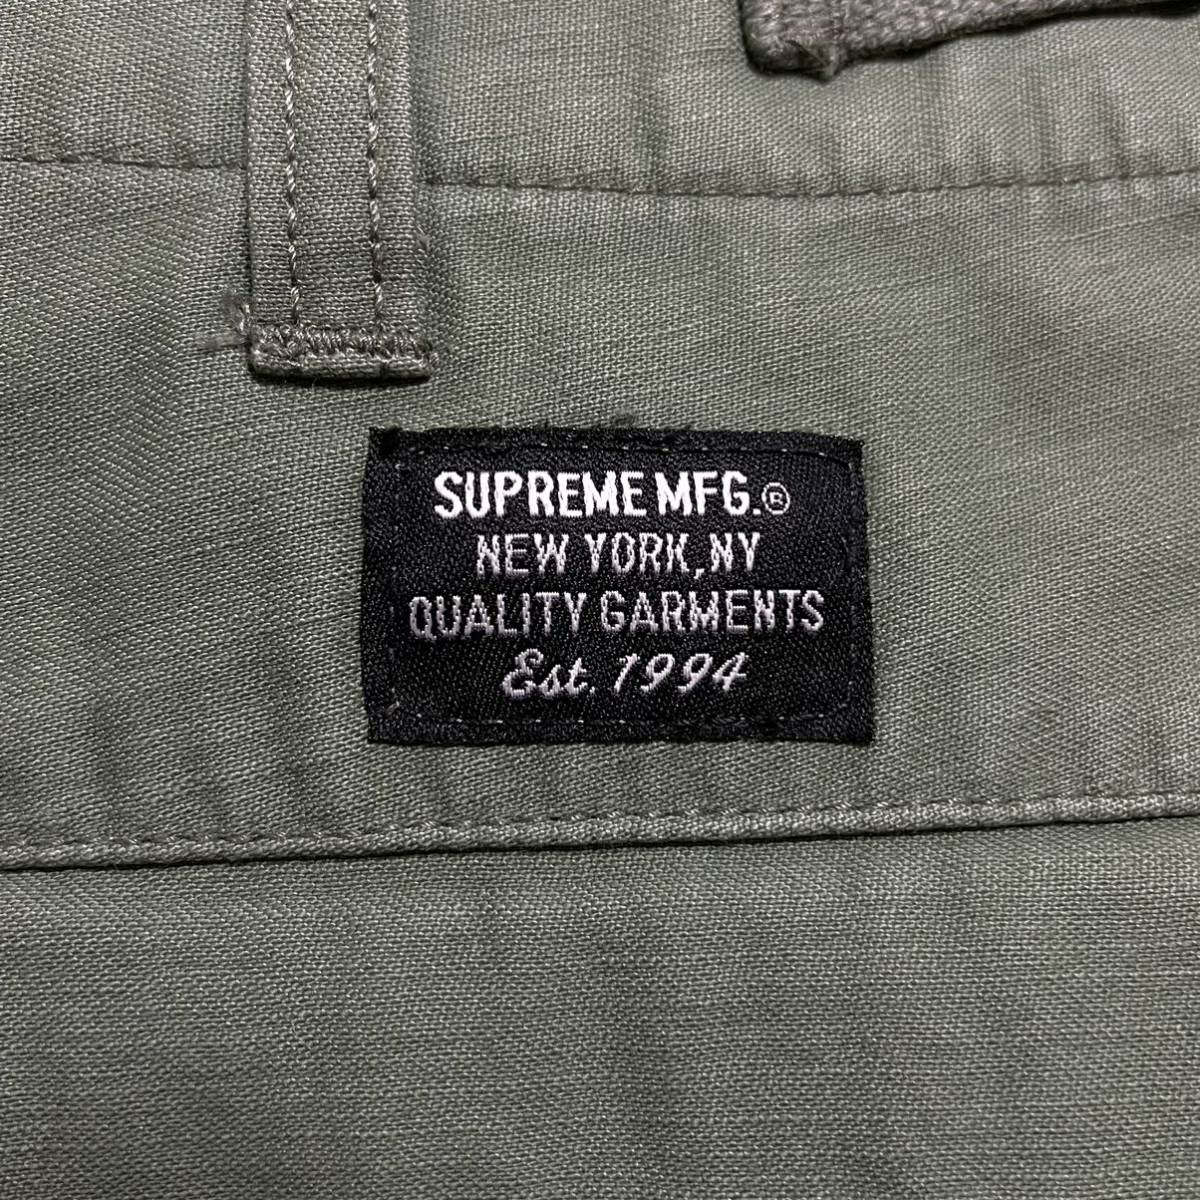 SUPREME MFG.®
NEW YORK, NY
QUALITY GARMENTS
Est. 1994